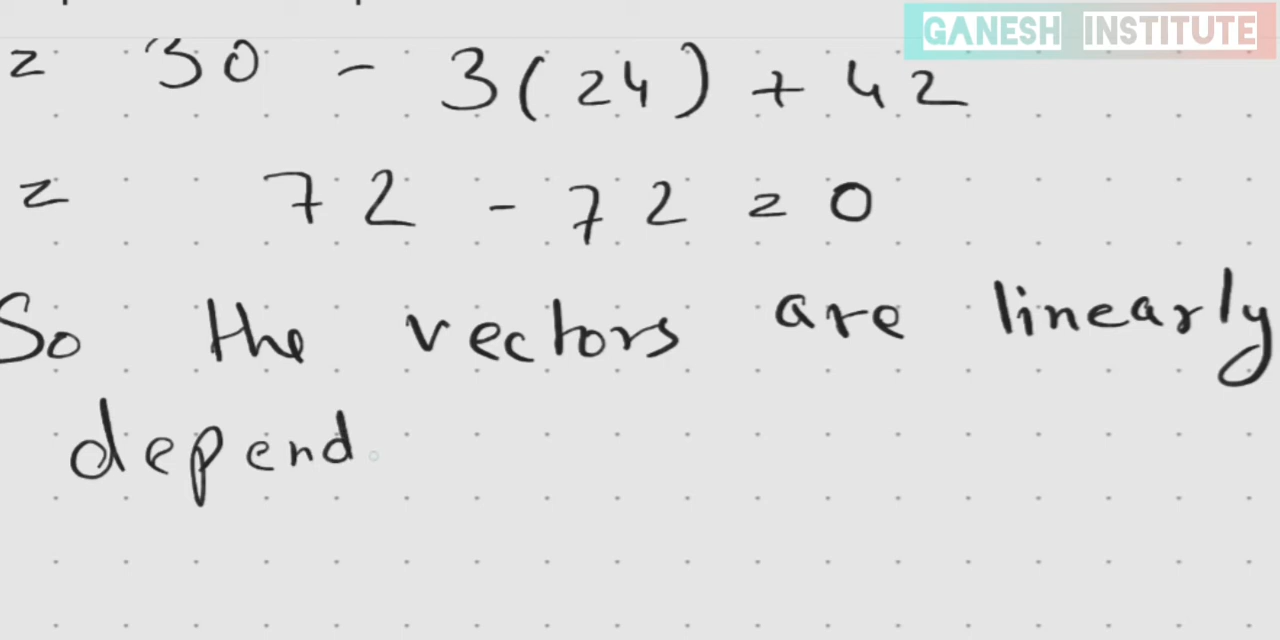 GANESH INSTITUTE
= 30 - 3(24) + 42
= 72 - 72 = 0
So the vectors are linearly
depend